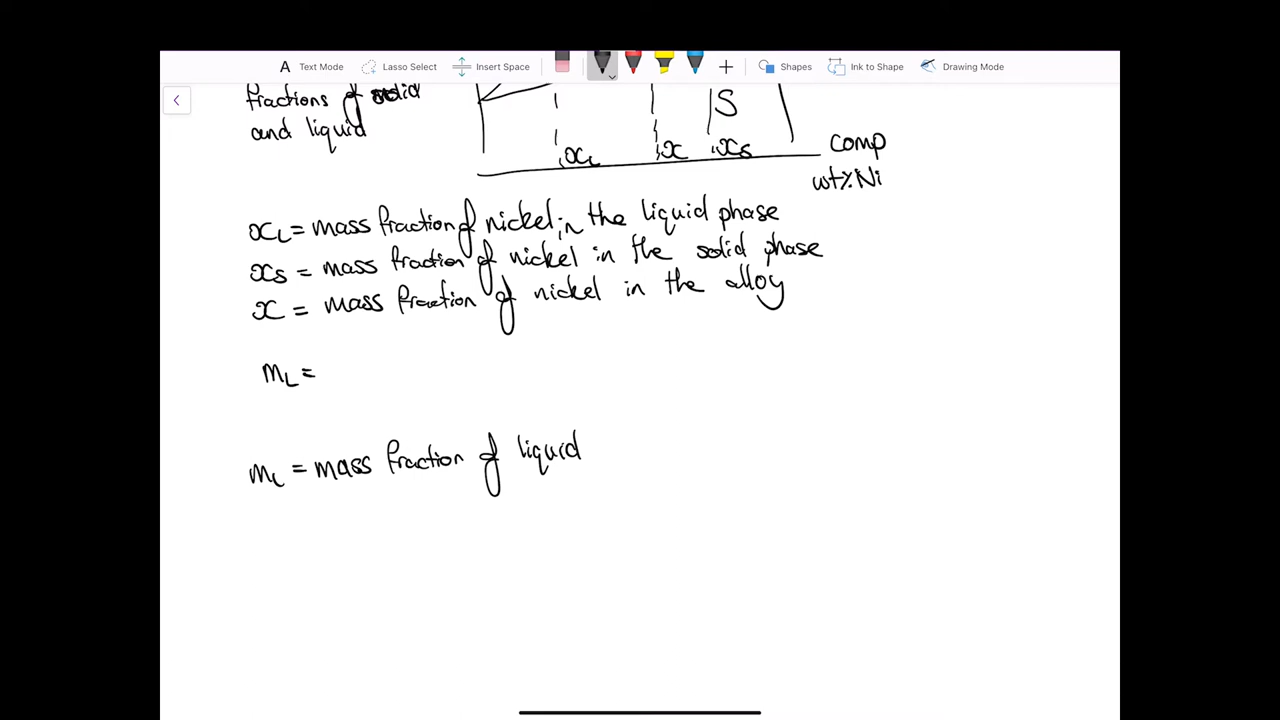 Text Mode Lasso Select Insert Space Shapes Ink to Shape Drawing Mode
fractions of solid
and liquid
S
xL x xs
comp
wt% Ni
xL = mass fraction of nickel in the liquid phase
xs = mass fraction of nickel in the solid phase
x = mass fraction of nickel in the alloy
mL =
mL = mass fraction of liquid